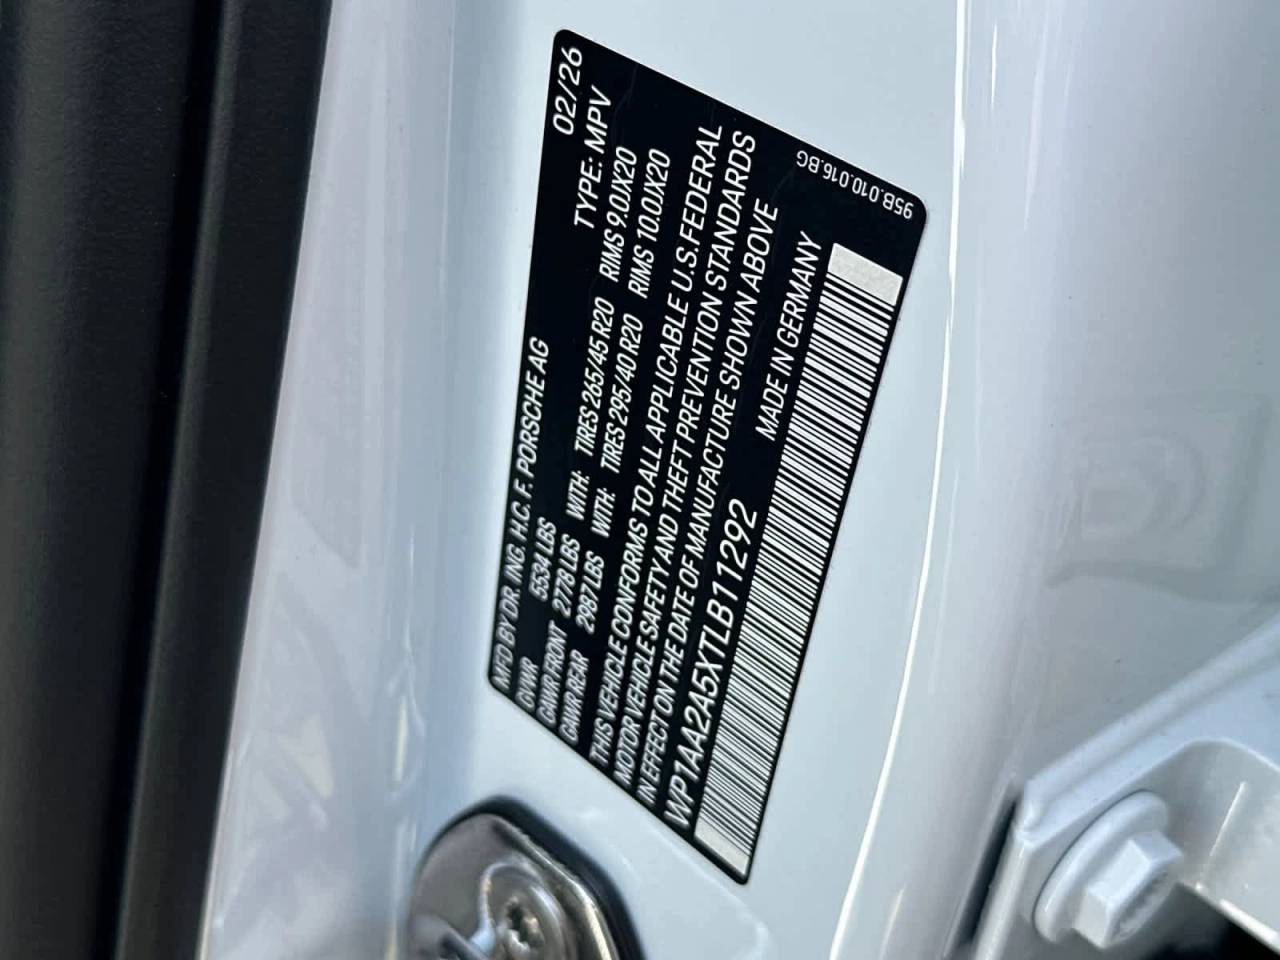 MFD BY DR. ING. H.C. F. PORSCHE AG 02/26
GVWR 5534 LBS TYPE: MPV
GAWR FRONT 2778 LBS WITH: TIRES 265/45 R20 RIMS 9.0JX20
GAWR REAR 2987 LBS WITH: TIRES 295/40 R20 RIMS 10.0JX20
THIS VEHICLE CONFORMS TO ALL APPLICABLE U.S. FEDERAL
MOTOR VEHICLE SAFETY AND THEFT PREVENTION STANDARDS
IN EFFECT ON THE DATE OF MANUFACTURE SHOWN ABOVE
WP1AA2A5XTLB11292 MADE IN GERMANY
95B.010.016.BG